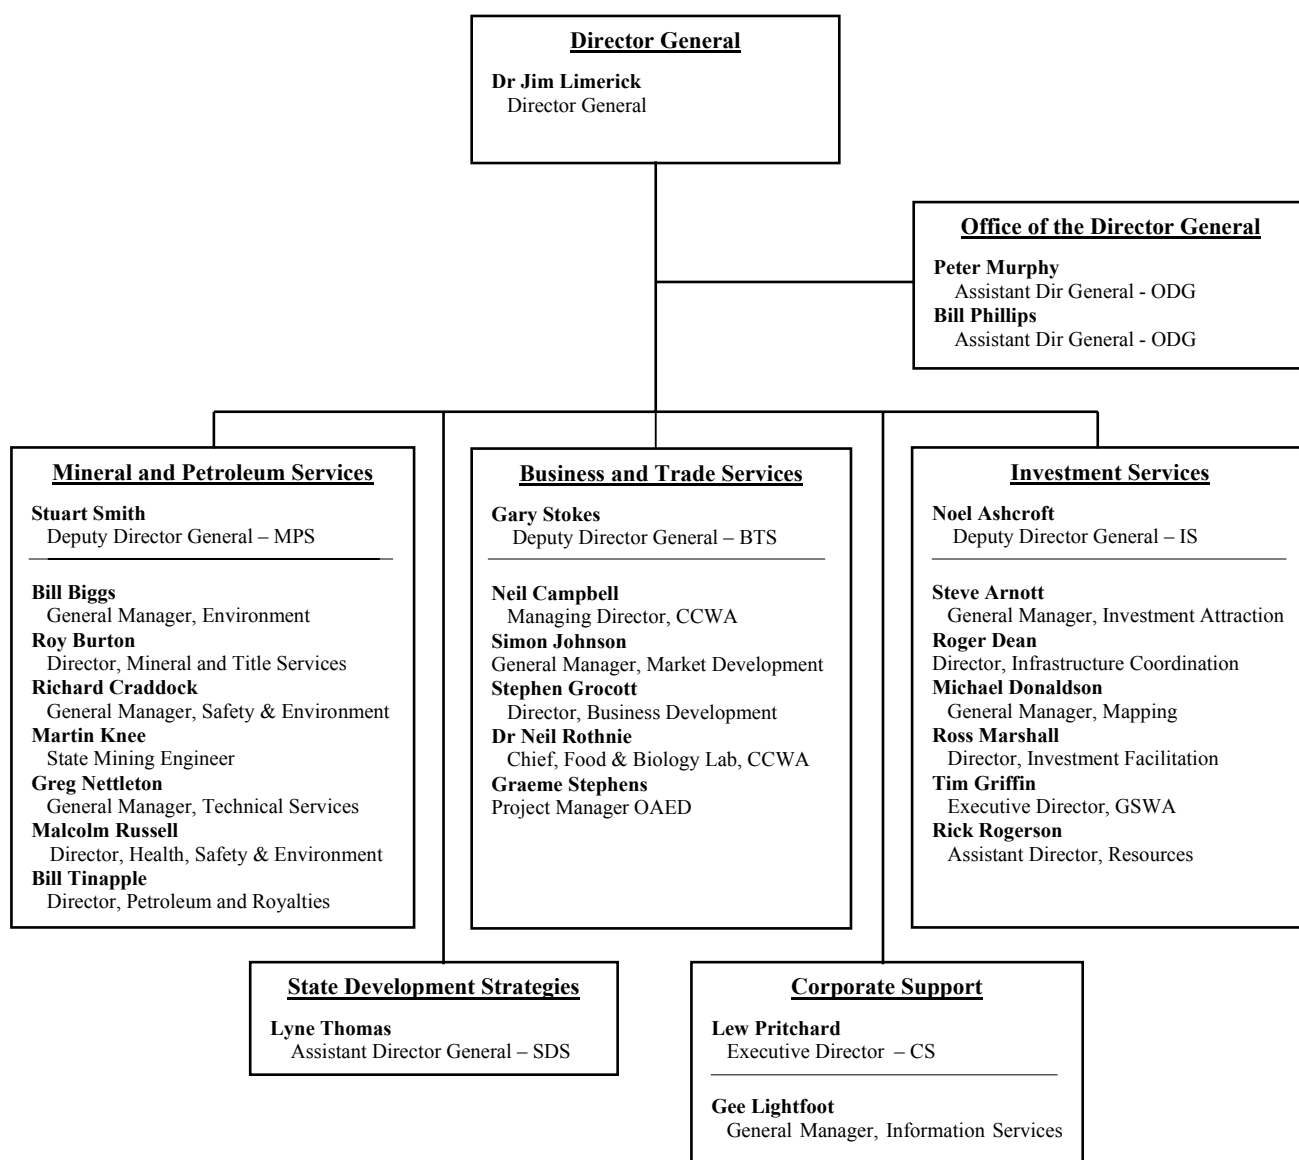 Director General
Dr Jim Limerick
Director General
Office of the Director General
Peter Murphy
Assistant Dir General - ODG
Bill Phillips
Assistant Dir General - ODG
Mineral and Petroleum Services
Stuart Smith
Deputy Director General – MPS
Bill Biggs
General Manager, Environment
Roy Burton
Director, Mineral and Title Services
Richard Craddock
General Manager, Safety & Environment
Martin Knee
State Mining Engineer
Greg Nettleton
General Manager, Technical Services
Malcolm Russell
Director, Health, Safety & Environment
Bill Tinapple
Director, Petroleum and Royalties
Business and Trade Services
Gary Stokes
Deputy Director General – BTS
Neil Campbell
Managing Director, CCWA
Simon Johnson
General Manager, Market Development
Stephen Grocott
Director, Business Development
Dr Neil Rothnie
Chief, Food & Biology Lab, CCWA
Graeme Stephens
Project Manager OAED
Investment Services
Noel Ashcroft
Deputy Director General – IS
Steve Arnott
General Manager, Investment Attraction
Roger Dean
Director, Infrastructure Coordination
Michael Donaldson
General Manager, Mapping
Ross Marshall
Director, Investment Facilitation
Tim Griffin
Executive Director, GSWA
Rick Rogerson
Assistant Director, Resources
State Development Strategies
Lyne Thomas
Assistant Director General – SDS
Corporate Support
Lew Pritchard
Executive Director – CS
Gee Lightfoot
General Manager, Information Services